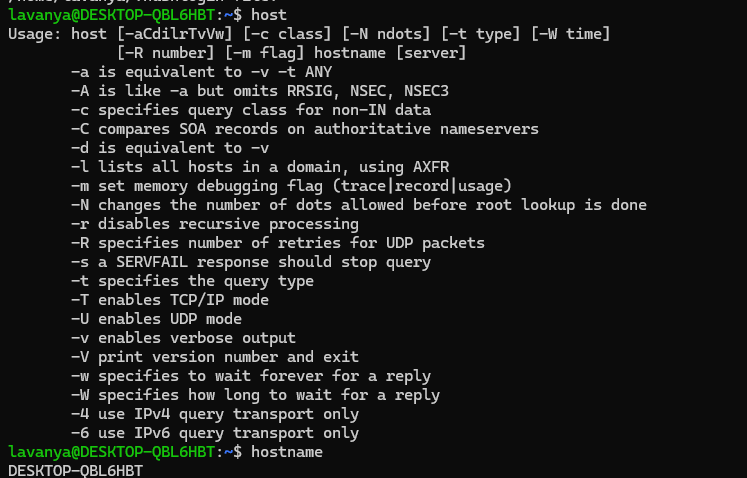 lavanya@DESKTOP-QBL6HBT:~$ host
Usage: host [-aCdilrTvVw] [-c class] [-N ndots] [-t type] [-W time]
            [-R number] [-m flag] hostname [server]
       -a is equivalent to -v -t ANY
       -A is like -a but omits RRSIG, NSEC, NSEC3
       -c specifies query class for non-IN data
       -C compares SOA records on authoritative nameservers
       -d is equivalent to -v
       -l lists all hosts in a domain, using AXFR
       -m set memory debugging flag (trace|record|usage)
       -N changes the number of dots allowed before root lookup is done
       -r disables recursive processing
       -R specifies number of retries for UDP packets
       -s a SERVFAIL response should stop query
       -t specifies the query type
       -T enables TCP/IP mode
       -U enables UDP mode
       -v enables verbose output
       -V print version number and exit
       -w specifies to wait forever for a reply
       -W specifies how long to wait for a reply
       -4 use IPv4 query transport only
       -6 use IPv6 query transport only
lavanya@DESKTOP-QBL6HBT:~$ hostname
DESKTOP-QBL6HBT